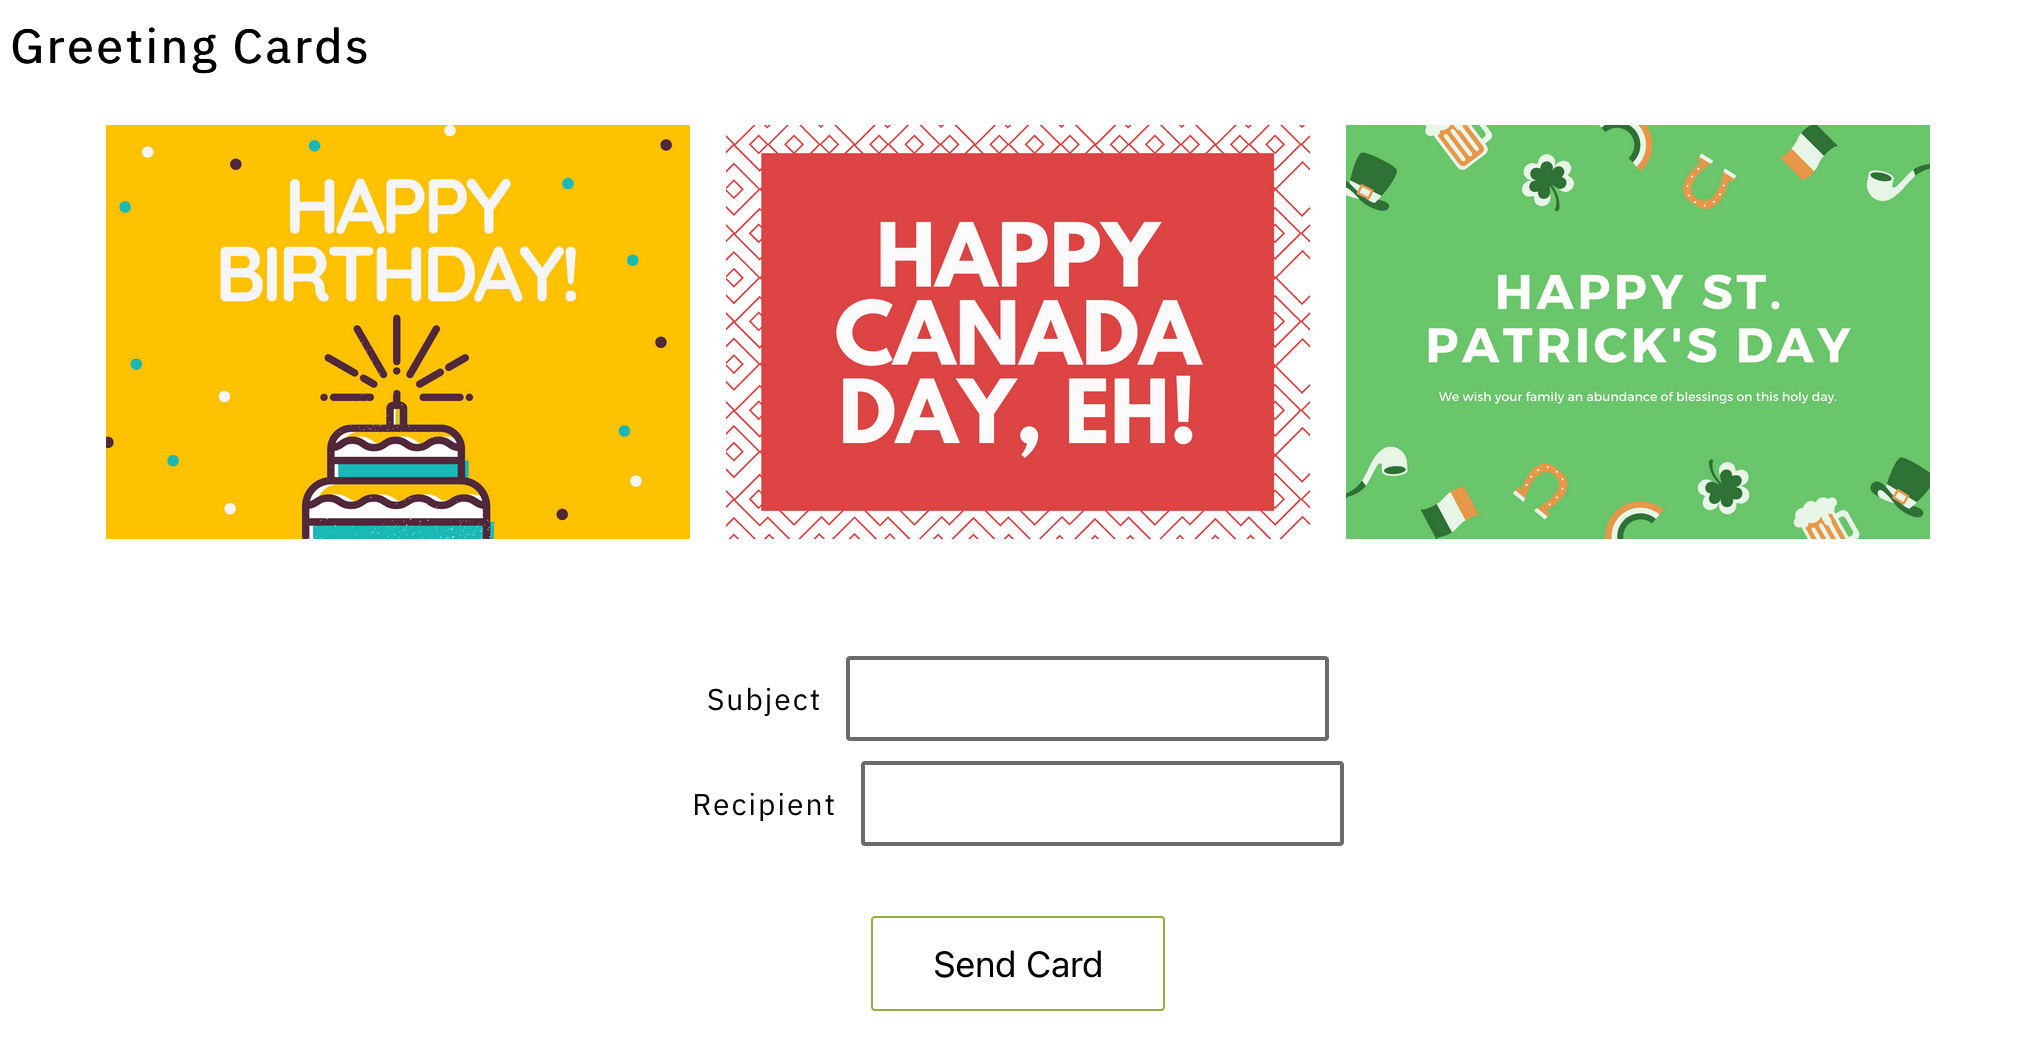 Greeting Cards
HAPPY
BIRTHDAY!
HAPPY
CANADA
DAY, EH!
HAPPY ST.
PATRICK'S DAY
We wish your family an abundance of blessings on this holy day.
Subject
Recipient
Send Card